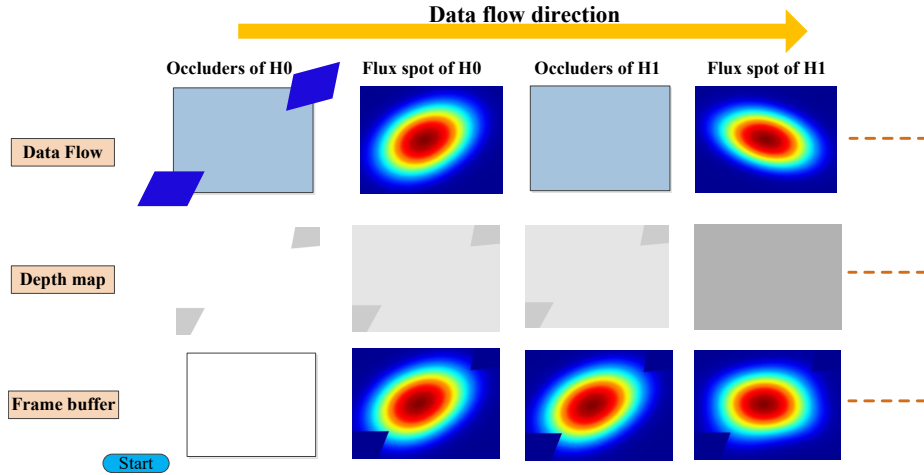 Data flow direction
Occluders of H0
Flux spot of H0
Occluders of H1
Flux spot of H1
Data Flow
Depth map
Frame buffer
Start